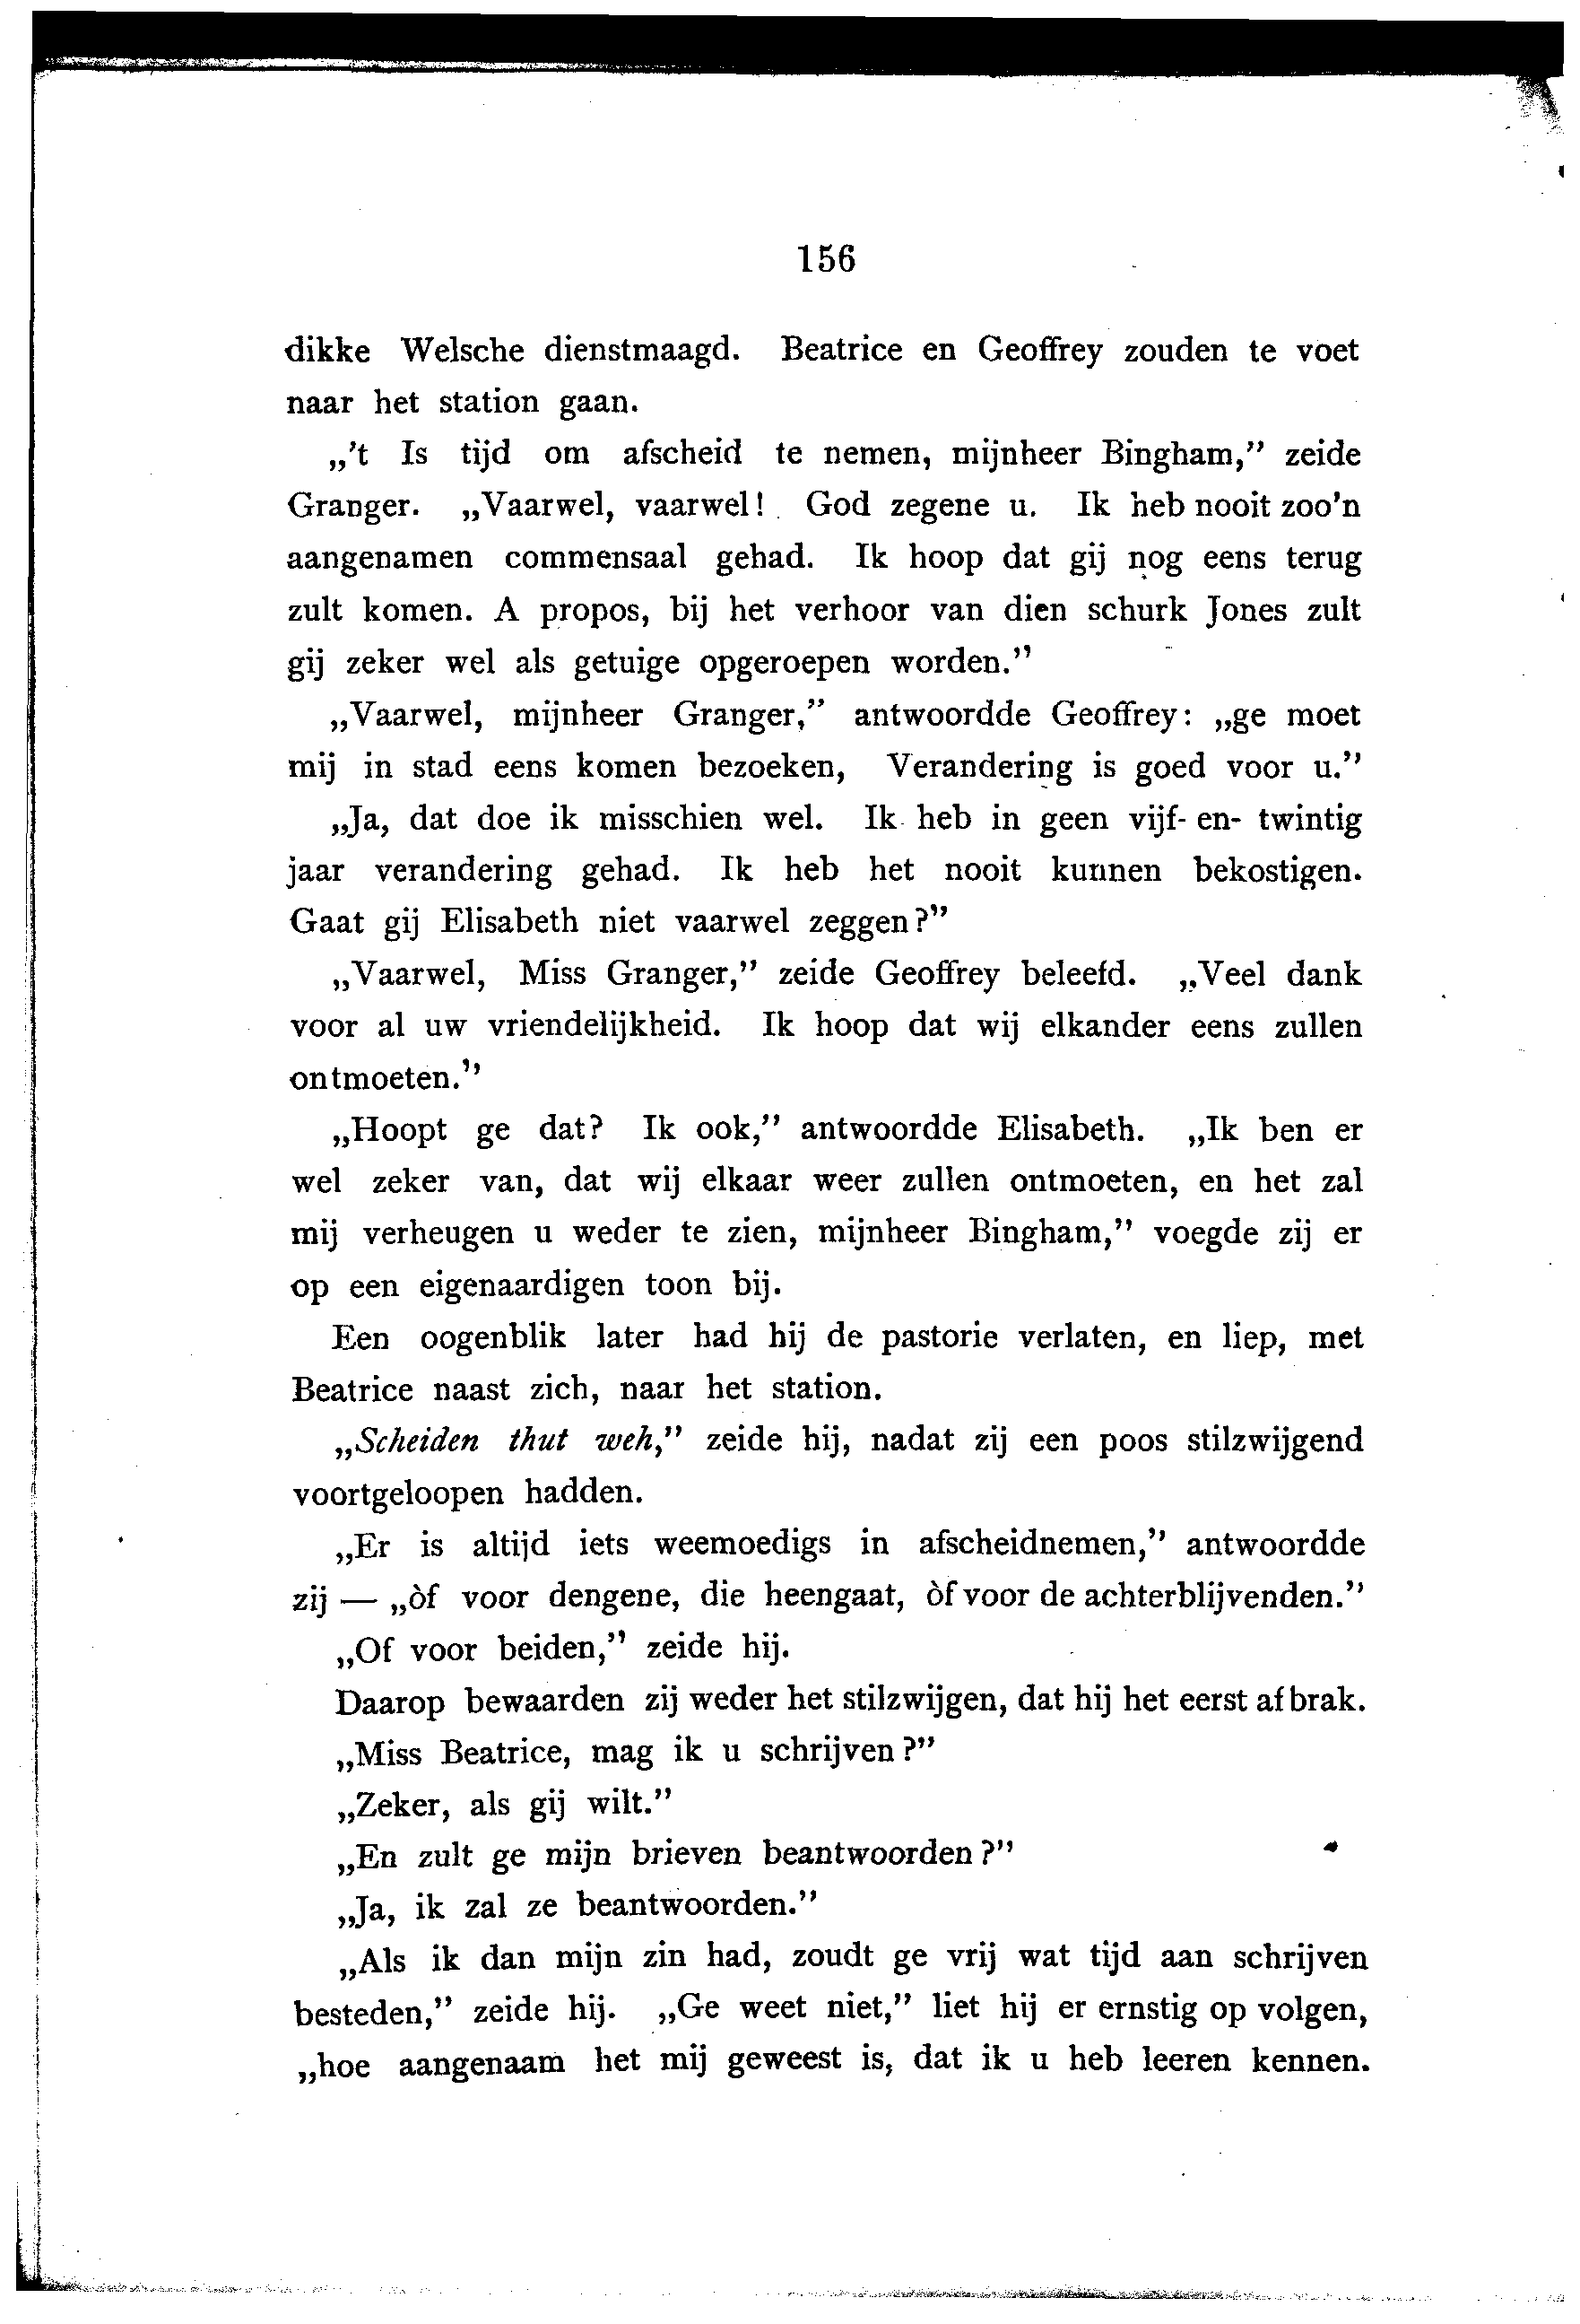 156
dikke Welsche dienstmaagd. Beatrice en Geoffrey zouden te voet
naar het station gaan.
„'t Is tijd om afscheid te nemen, mijnheer Bingham,” zeide
Granger. „Vaarwel, vaarwel! God zegene u. Ik heb nooit zoo'n
aangenamen commensaal gehad. Ik hoop dat gij nog eens terug
zult komen. A propos, bij het verhoor van dien schurk Jones zult
gij zeker wel als getuige opgeroepen worden.”
„Vaarwel, mijnheer Granger,” antwoordde Geoffrey: „ge moet
mij in stad eens komen bezoeken, Verandering is goed voor u.”
„Ja, dat doe ik misschien wel. Ik heb in geen vijf- en- twintig
jaar verandering gehad. Ik heb het nooit kunnen bekostigen.
Gaat gij Elisabeth niet vaarwel zeggen?”
„Vaarwel, Miss Granger,” zeide Geoffrey beleefd. „Veel dank
voor al uw vriendelijkheid. Ik hoop dat wij elkander eens zullen
ontmoeten.”
„Hoopt ge dat? Ik ook,” antwoordde Elisabeth. „Ik ben er
wel zeker van, dat wij elkaar weer zullen ontmoeten, en het zal
mij verheugen u weder te zien, mijnheer Bingham,” voegde zij er
op een eigenaardigen toon bij.
Een oogenblik later had hij de pastorie verlaten, en liep, met
Beatrice naast zich, naar het station.
„Scheiden thut weh,” zeide hij, nadat zij een poos stilzwijgend
voortgeloopen hadden.
„Er is altijd iets weemoedigs in afscheidnemen,” antwoordde
zij — „òf voor dengene, die heengaat, òf voor de achterblijvenden.”
„Of voor beiden,” zeide hij.
Daarop bewaarden zij weder het stilzwijgen, dat hij het eerst afbrak.
„Miss Beatrice, mag ik u schrijven?”
„Zeker, als gij wilt.”
„En zult ge mijn brieven beantwoorden?”
„Ja, ik zal ze beantwoorden.”
„Als ik dan mijn zin had, zoudt ge vrij wat tijd aan schrijven
besteden,” zeide hij. „Ge weet niet,” liet hij er ernstig op volgen,
„hoe aangenaam het mij geweest is, dat ik u heb leeren kennen.